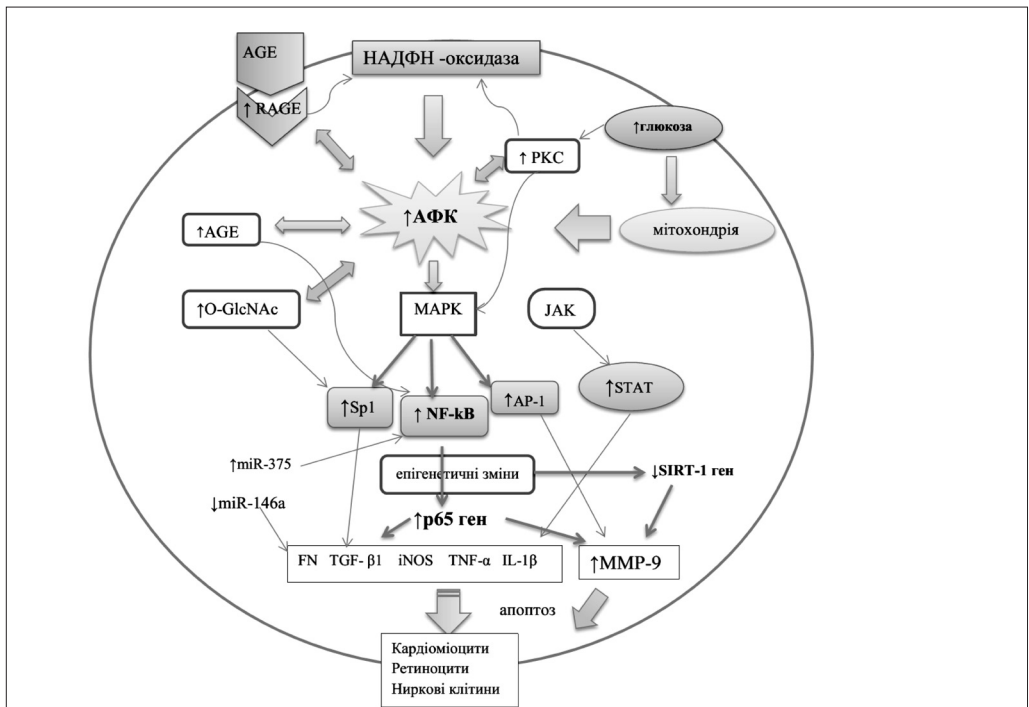 AGE
НАДФН -оксидаза
↑ RAGE
↑глюкоза
↑ PKC
↑АФК
↑AGE
мітохондрія
↑O-GlcNAc
МАРК
JAK
↑STAT
↑Sp1
↑ NF-kB
↑AP-1
↑miR-375
епігенетичні зміни
↓SIRT-1 ген
↓miR-146a
↑p65 ген
FN TGF- β1 iNOS TNF-α IL-1β
↑MMP-9
апоптоз
Кардіоміоцити
Ретиноцити
Ниркові клітини